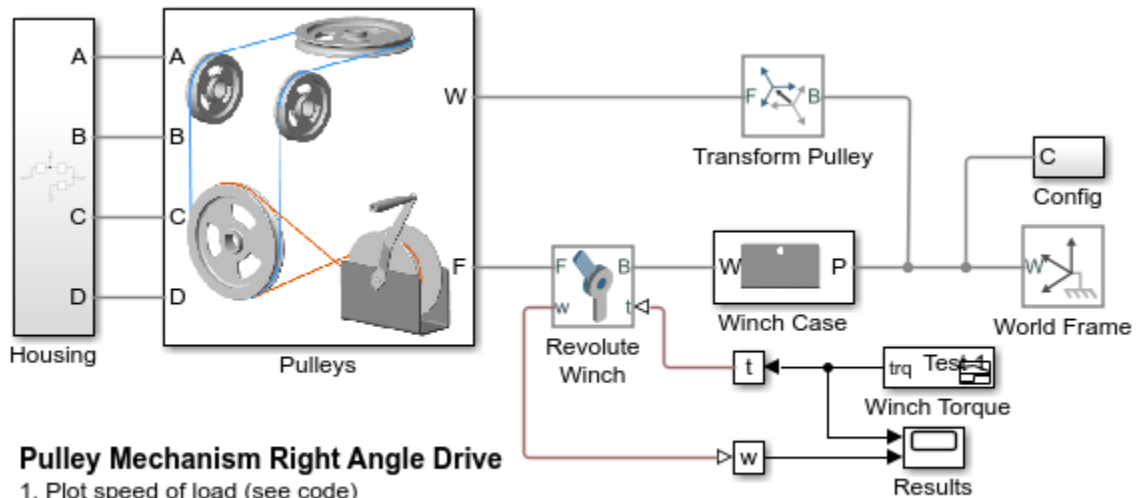 A
B
C
D
Housing
A
B
C
D
W
F
Pulleys
F
B
Transform Pulley
C
Config
F
B
w
t
Revolute
Winch
W
P
Winch Case
W
World Frame
t
trq
Test 1
Winch Torque
w
Results
Pulley Mechanism Right Angle Drive
1. Plot speed of load (see code)